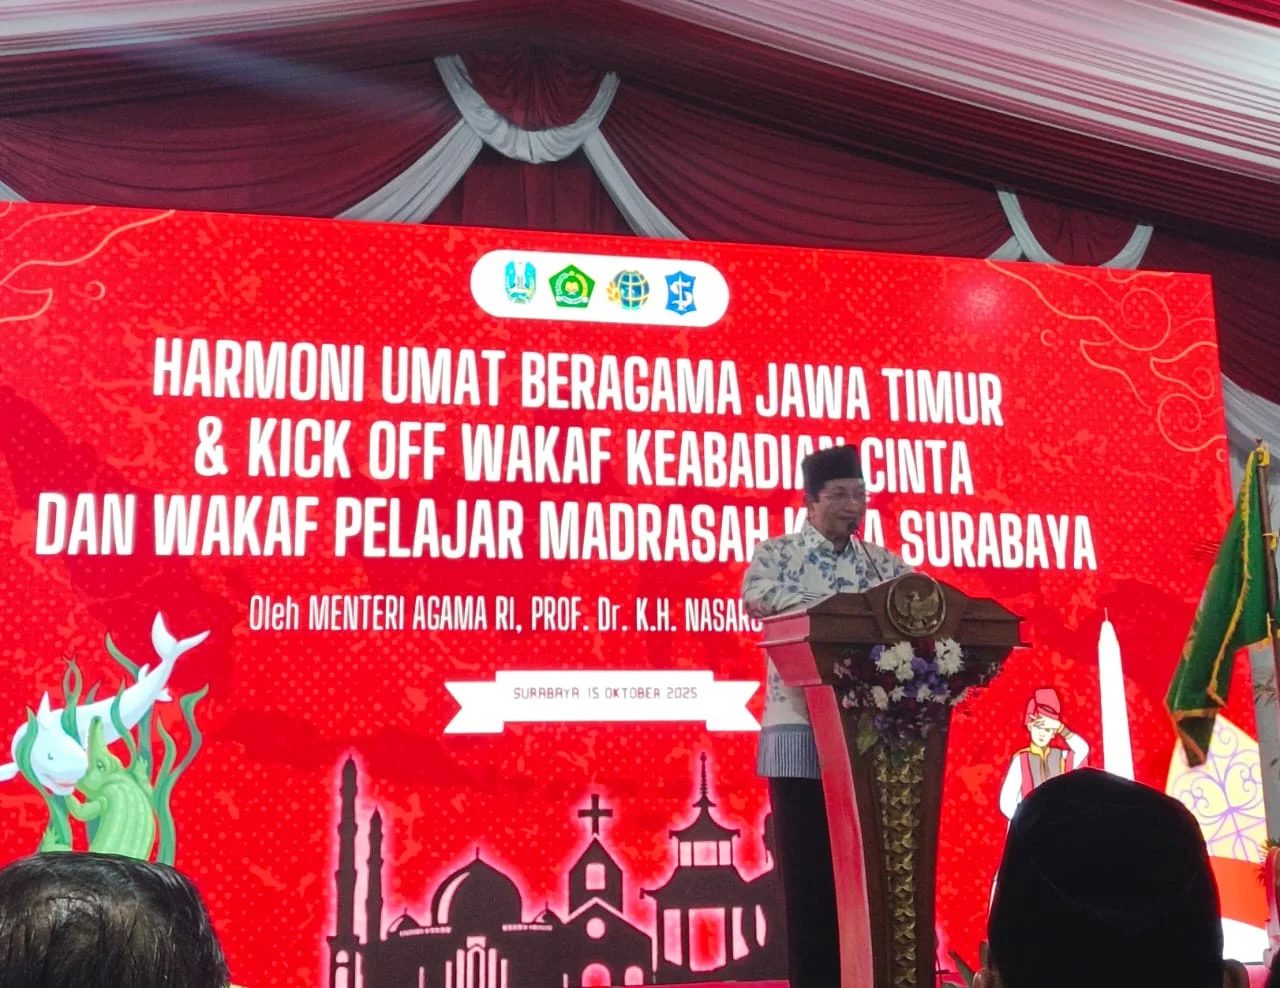 HARMONI UMAT BERAGAMA JAWA TIMUR
& KICK OFF WAKAF KEABADIAN CINTA
DAN WAKAF PELAJAR MADRASAH SURABAYA
Oleh MENTERI AGAMA RI, PROF. Dr. K.H.
SURABAYA 15 OKTOBER 2025